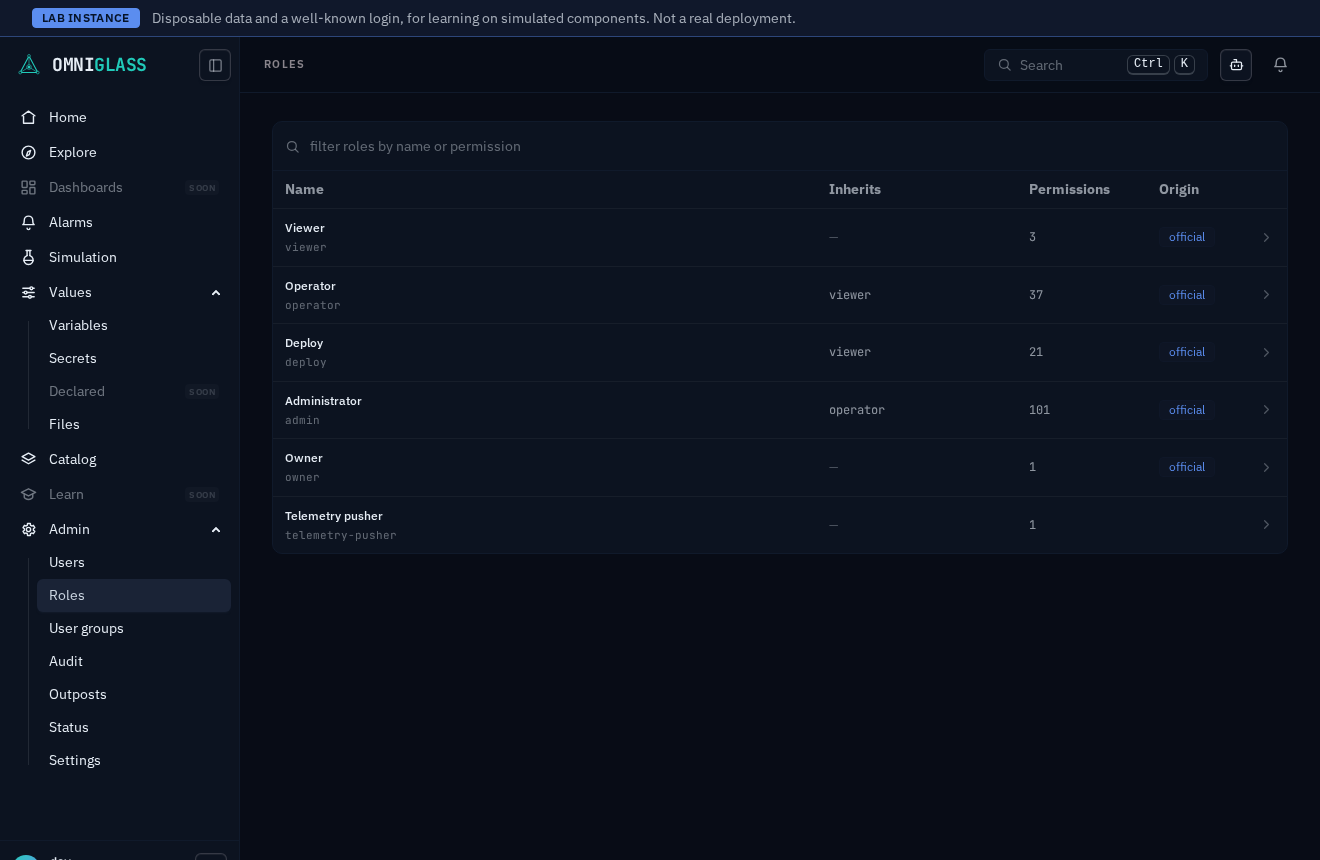 LAB INSTANCE Disposable data and a well-known login, for learning on simulated components. Not a real deployment.
OMNIGLASS
ROLES
Search Ctrl K
Home
Explore
Dashboards SOON
Alarms
Simulation
Values
Variables
Secrets
Declared SOON
Files
Catalog
Learn SOON
Admin
Users
Roles
User groups
Audit
Outposts
Status
Settings
filter roles by name or permission
Name Inherits Permissions Origin
Viewer
viewer — 3 official
Operator
operator viewer 37 official
Deploy
deploy viewer 21 official
Administrator
admin operator 101 official
Owner
owner — 1 official
Telemetry pusher
telemetry-pusher — 1